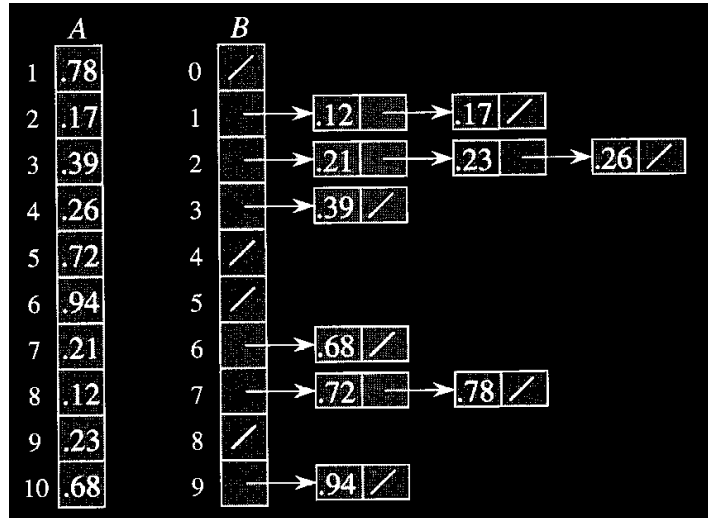 A B
1 .78 0
2 .17 1 .12 .17
3 .39 2 .21 .23 .26
4 .26 3 .39
5 .72 4
6 .94 5
7 .21 6 .68
8 .12 7 .72 .78
9 .23 8
10 .68 9 .94